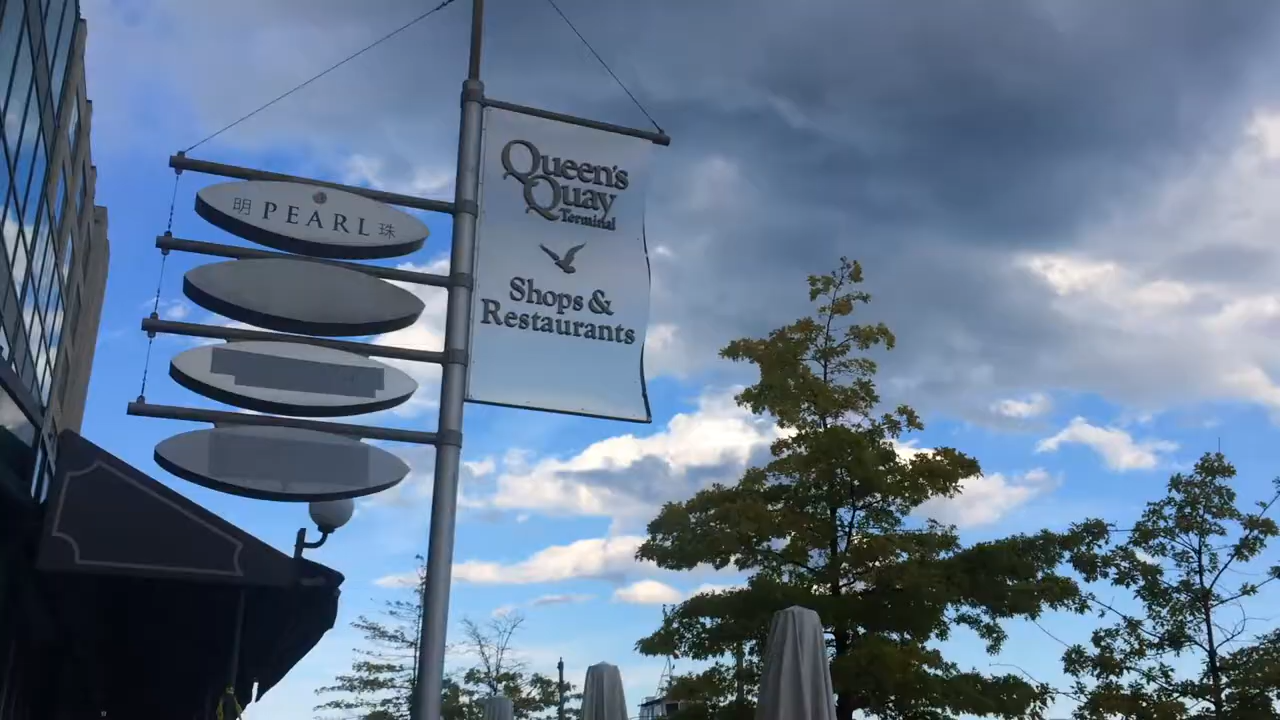 明 PEARL 珠
Queen's
Quay
Terminal
Shops &
Restaurants